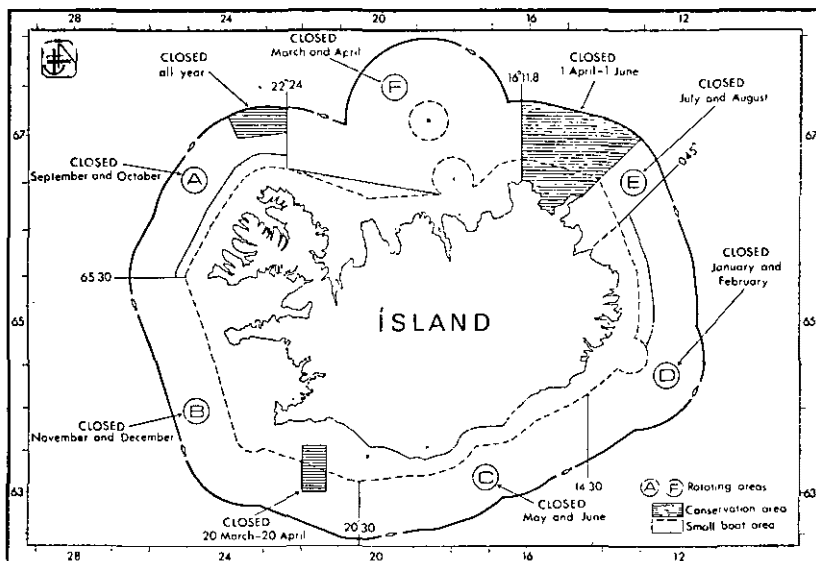 28 24 20 16 12
CLOSED
March and April
CLOSED
all year
22°24
F
16°11.8
CLOSED
1 April-1 June
CLOSED
July and August
67
67
CLOSED
September and October
A
E
045°
65 30
CLOSED
January and
February
65
65
ÍSLAND
D
B
CLOSED
November and December
C
14 30
63
63
CLOSED
20 March-20 April
20 30
CLOSED
May and June
A F Rotating areas
Conservation area
Small boat area
28 24 20 16 12